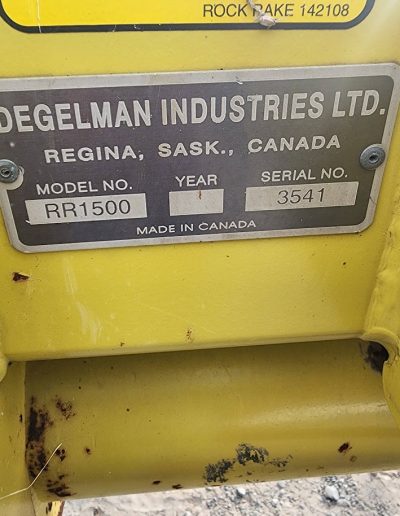 ROCK RAKE 142108
DEGELMAN INDUSTRIES LTD.
REGINA, SASK., CANADA
MODEL NO. YEAR SERIAL NO.
RR1500 3541
MADE IN CANADA